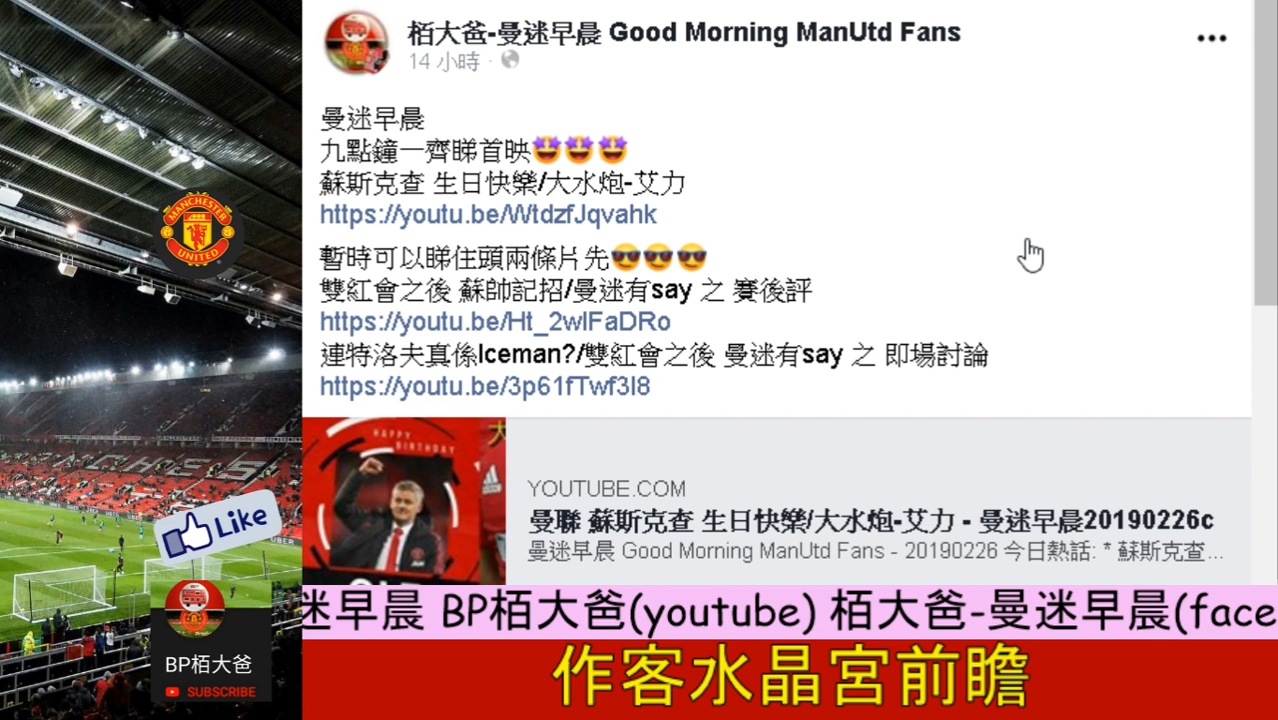 栢大爸-曼迷早晨 Good Morning ManUtd Fans
14 小時 ·
曼迷早晨
九點鐘一齊睇首映🤩🤩🤩
蘇斯克查 生日快樂/大水炮-艾力
https://youtu.be/WtdzfJqvahk
暫時可以睇住頭兩條片先😎😎😎
雙紅會之後 蘇帥記招/曼迷有say 之 賽後評
https://youtu.be/Ht_2wlFaDRo
連特洛夫真係Iceman?/雙紅會之後 曼迷有say 之 即場討論
https://youtu.be/3p61fTwf3I8
HAPPY
BIRTHDAY
YOUTUBE.COM
曼聯 蘇斯克查 生日快樂/大水炮-艾力 - 曼迷早晨20190226c
曼迷早晨 Good Morning ManUtd Fans - 20190226 今日熱話: * 蘇斯克查...
迷早晨 BP栢大爸(youtube) 栢大爸-曼迷早晨(face
作客水晶宮前瞻
MANCHESTER
UNITED
Like
BP栢大爸
SUBSCRIBE